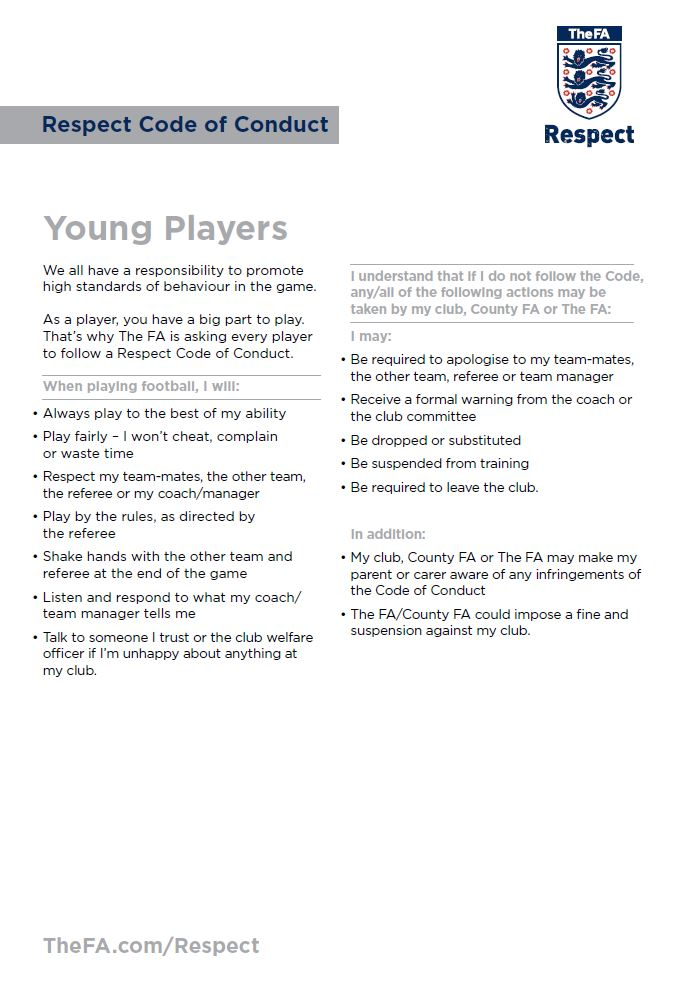 TheFA
Respect
Respect Code of Conduct
Young Players
We all have a responsibility to promote
high standards of behaviour in the game.
As a player, you have a big part to play.
That's why The FA is asking every player
to follow a Respect Code of Conduct.
When playing football, I will:
• Always play to the best of my ability
• Play fairly – I won't cheat, complain
or waste time
• Respect my team-mates, the other team,
the referee or my coach/manager
• Play by the rules, as directed by
the referee
• Shake hands with the other team and
referee at the end of the game
• Listen and respond to what my coach/
team manager tells me
• Talk to someone I trust or the club welfare
officer if I'm unhappy about anything at
my club.
I understand that if I do not follow the Code,
any/all of the following actions may be
taken by my club, County FA or The FA:
I may:
• Be required to apologise to my team-mates,
the other team, referee or team manager
• Receive a formal warning from the coach or
the club committee
• Be dropped or substituted
• Be suspended from training
• Be required to leave the club.
In addition:
• My club, County FA or The FA may make my
parent or carer aware of any infringements of
the Code of Conduct
• The FA/County FA could impose a fine and
suspension against my club.
TheFA.com/Respect